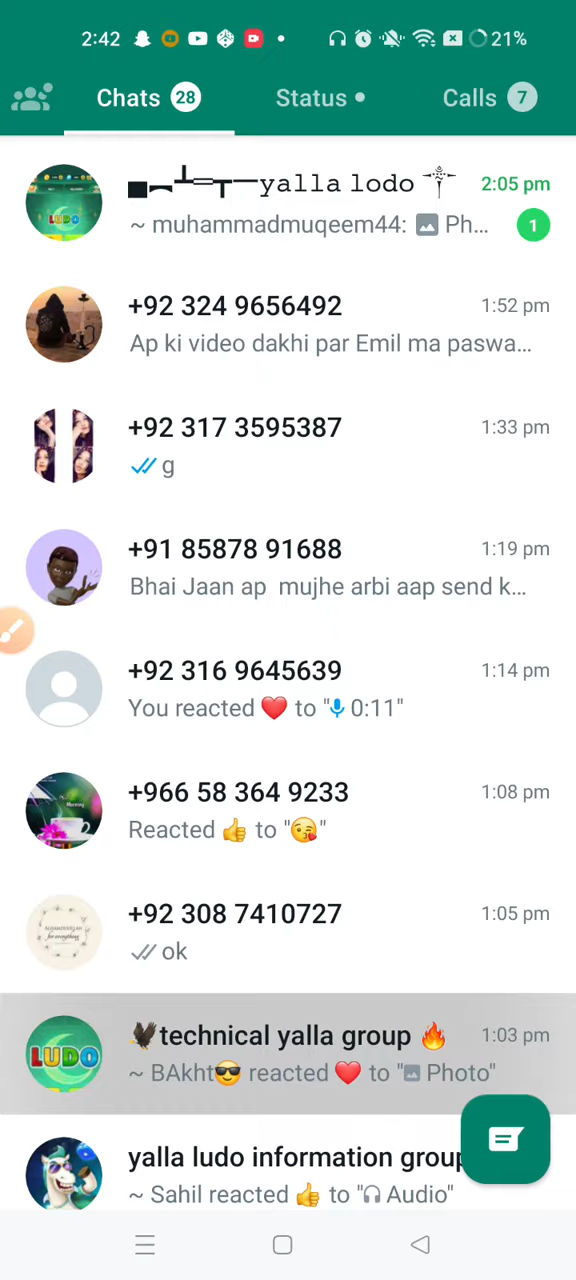 2:42 21%
Chats 28 Status Calls 7
yalla lodo 2:05 pm
~ muhammadmuqeem44: Ph... 1
+92 324 9656492 1:52 pm
Ap ki video dakhi par Emil ma paswa...
+92 317 3595387 1:33 pm
g
+91 85878 91688 1:19 pm
Bhai Jaan ap mujhe arbi aap send k...
+92 316 9645639 1:14 pm
You reacted ❤️ to "🎤 0:11"
+966 58 364 9233 1:08 pm
Reacted 👍 to "😘"
+92 308 7410727 1:05 pm
ok
LUDO
🦅technical yalla group 🔥 1:03 pm
~ BAkht😎 reacted ❤️ to "Photo"
yalla ludo information group
~ Sahil reacted 👍 to "🎧 Audio"